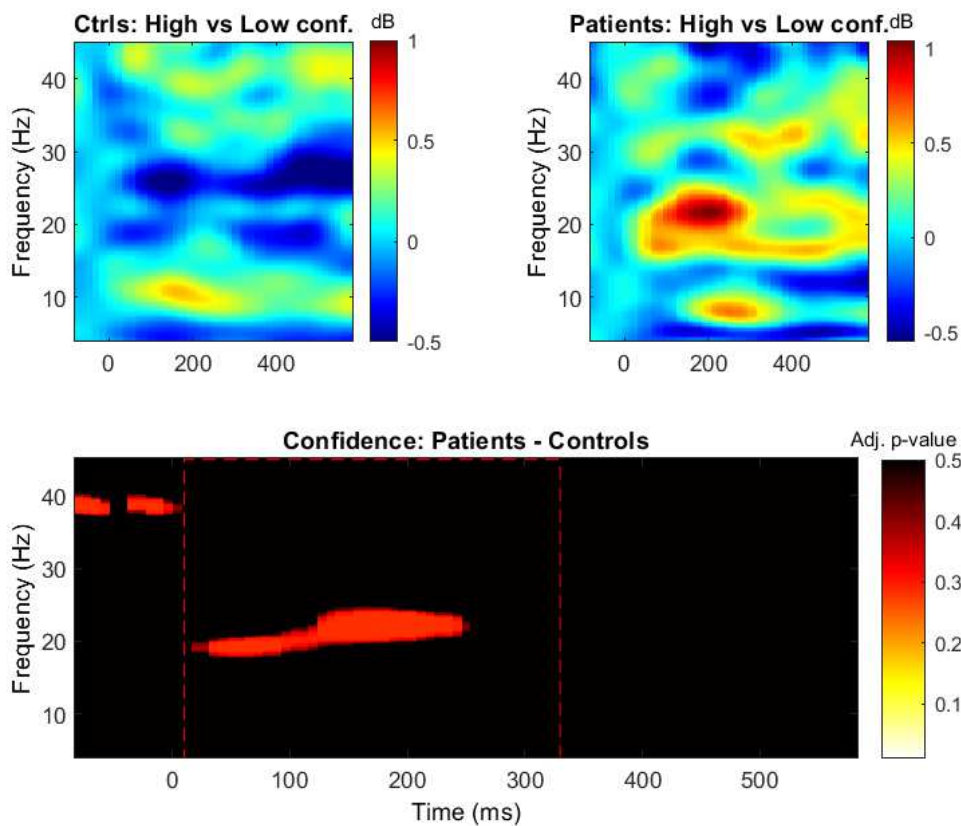 Ctrls: High vs Low conf. dB
Patients: High vs Low conf. dB
40
30
20
10
Frequency (Hz)
0 200 400
1
0.5
0
-0.5
40
30
20
10
Frequency (Hz)
0 200 400
1
0.5
0
-0.5
Confidence: Patients - Controls
Adj. p-value
40
30
20
10
Frequency (Hz)
0 100 200 300 400 500
Time (ms)
0.5
0.4
0.3
0.2
0.1